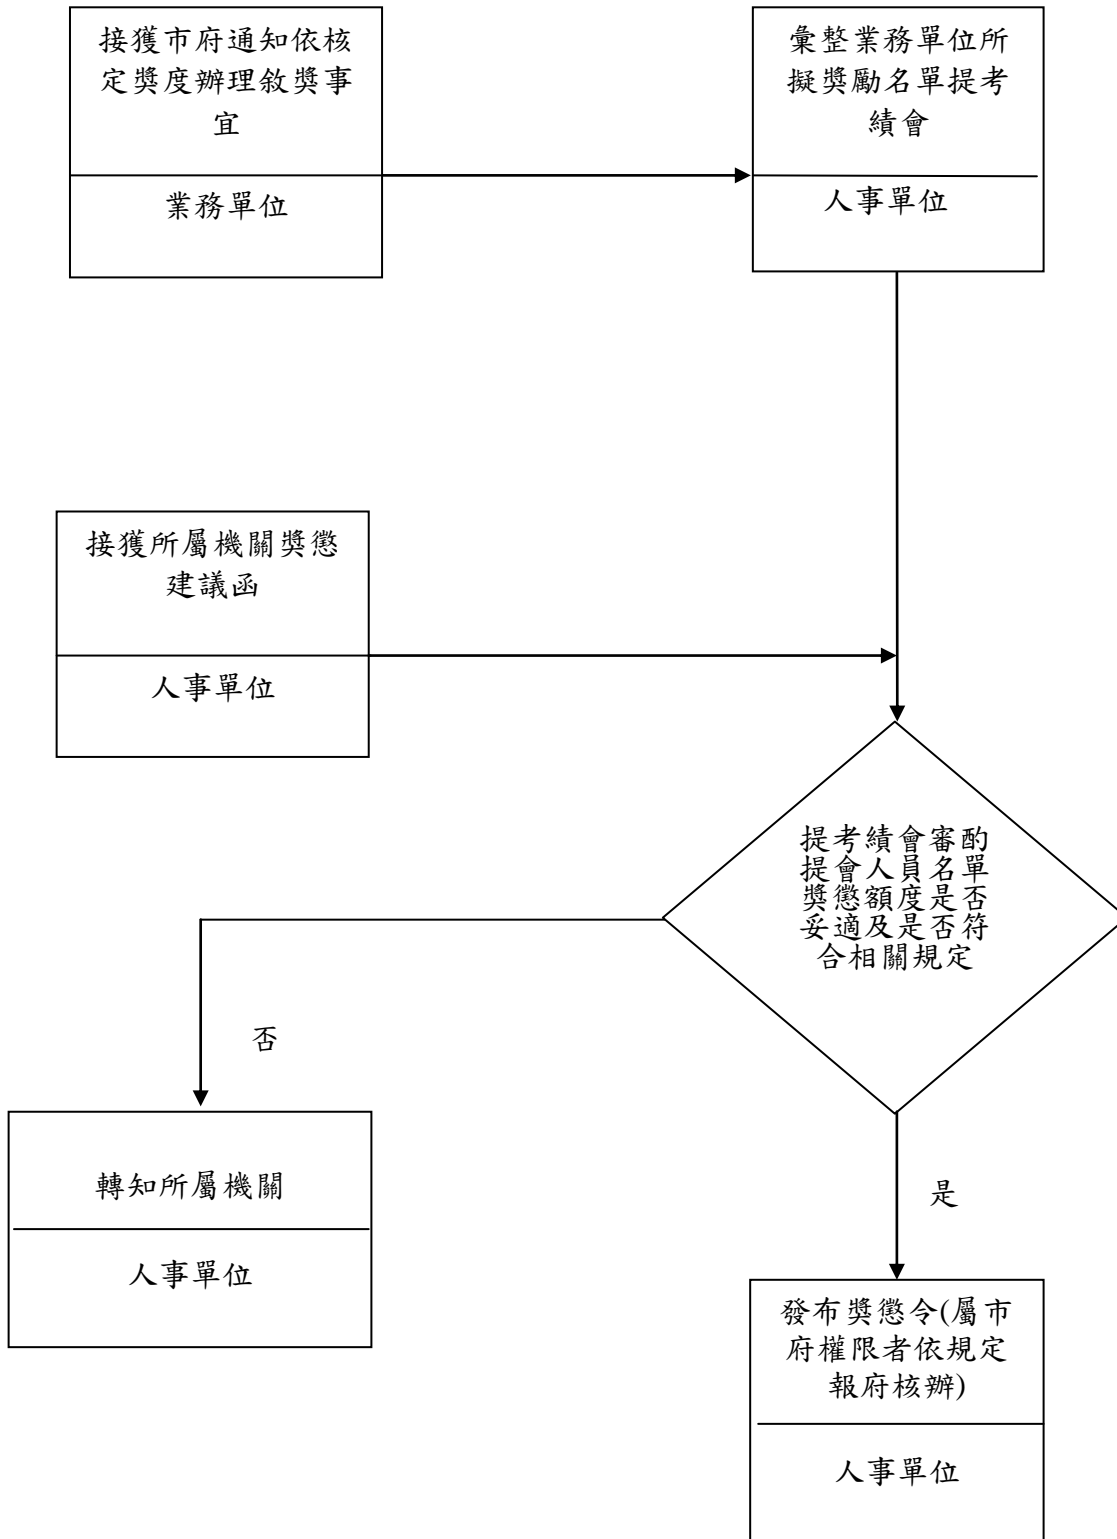 接獲市府通知依核
定獎度辦理敘獎事
宜
業務單位
彙整業務單位所
擬獎勵名單提考
績會
人事單位
接獲所屬機關獎懲
建議函
人事單位
提考績會審酌
提會人員名單
獎懲額度是否
妥適及是否符
合相關規定
否
轉知所屬機關
人事單位
是
發布獎懲令(屬市
府權限者依規定
報府核辦)
人事單位